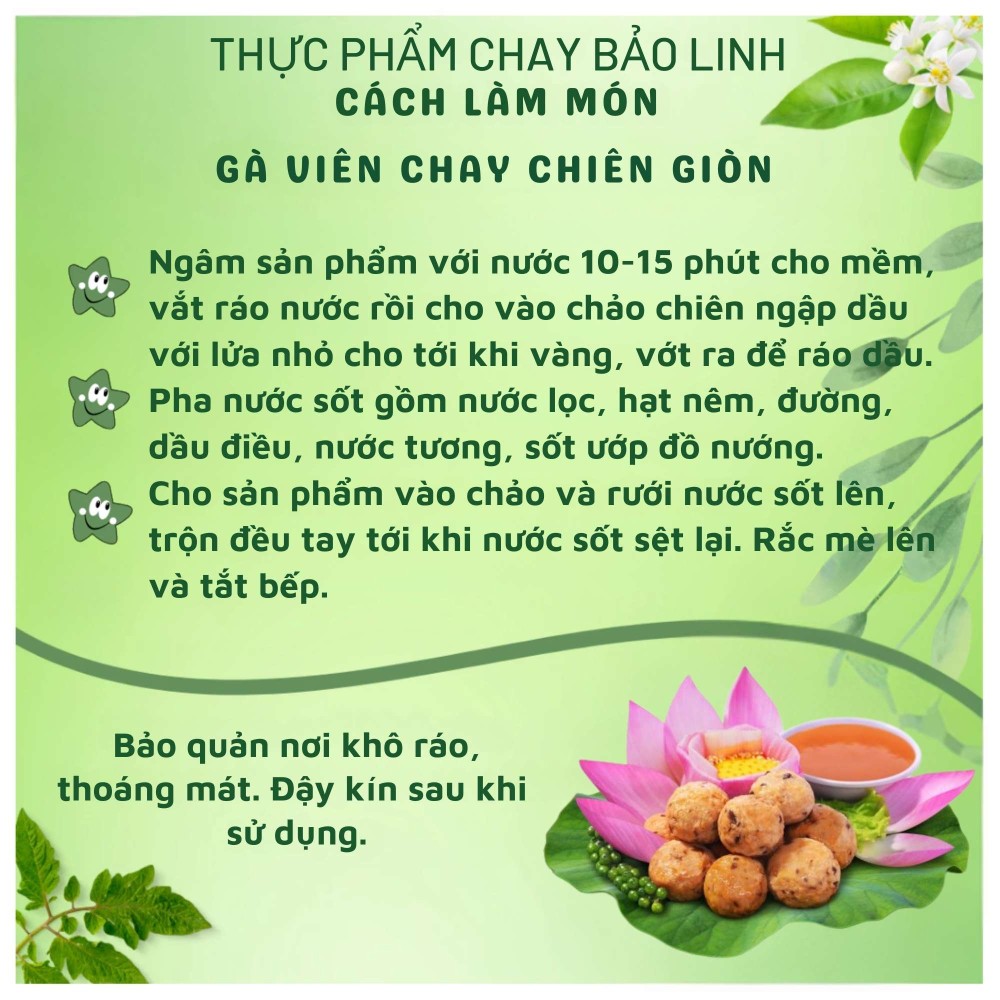 THỰC PHẨM CHAY BẢO LINH
CÁCH LÀM MÓN
GÀ VIÊN CHAY CHIÊN GIÒN
Ngâm sản phẩm với nước 10-15 phút cho mềm,
vắt ráo nước rồi cho vào chảo chiên ngập dầu
với lửa nhỏ cho tới khi vàng, vớt ra để ráo dầu.
Pha nước sốt gồm nước lọc, hạt nêm, đường,
dầu điều, nước tương, sốt ướp đồ nướng.
Cho sản phẩm vào chảo và rưới nước sốt lên,
trộn đều tay tới khi nước sốt sệt lại. Rắc mè lên
và tắt bếp.
Bảo quản nơi khô ráo,
thoáng mát. Đậy kín sau khi
sử dụng.